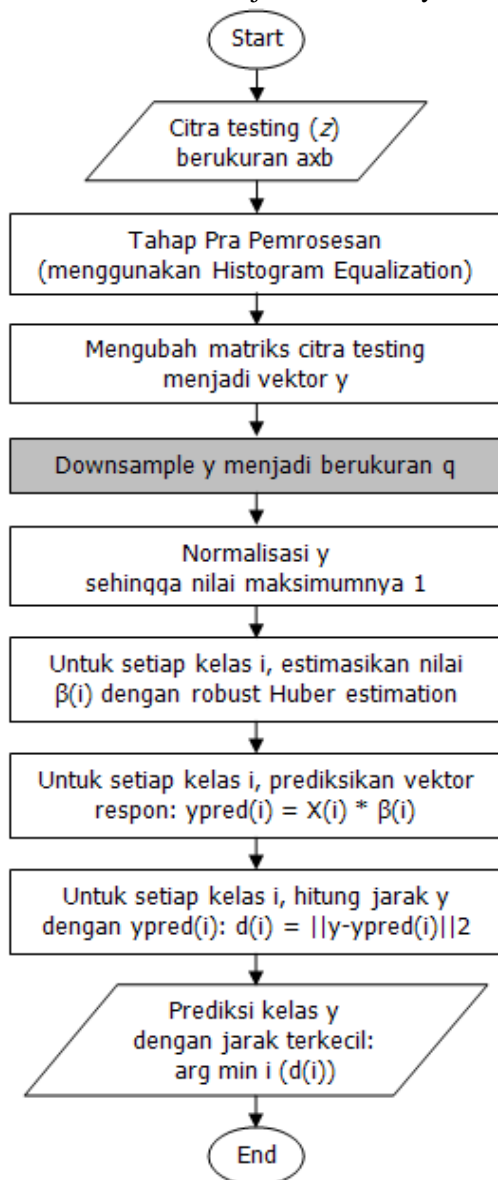 Start
Citra testing (z)
berukuran axb
Tahap Pra Pemrosesan
(menggunakan Histogram Equalization)
Mengubah matriks citra testing
menjadi vektor y
Downsample y menjadi berukuran q
Normalisasi y
sehingga nilai maksimumnya 1
Untuk setiap kelas i, estimasikan nilai
β(i) dengan robust Huber estimation
Untuk setiap kelas i, prediksikan vektor
respon: ypred(i) = X(i) * β(i)
Untuk setiap kelas i, hitung jarak y
dengan ypred(i): d(i) = ||y-ypred(i)||2
Prediksi kelas y
dengan jarak terkecil:
arg min i (d(i))
End